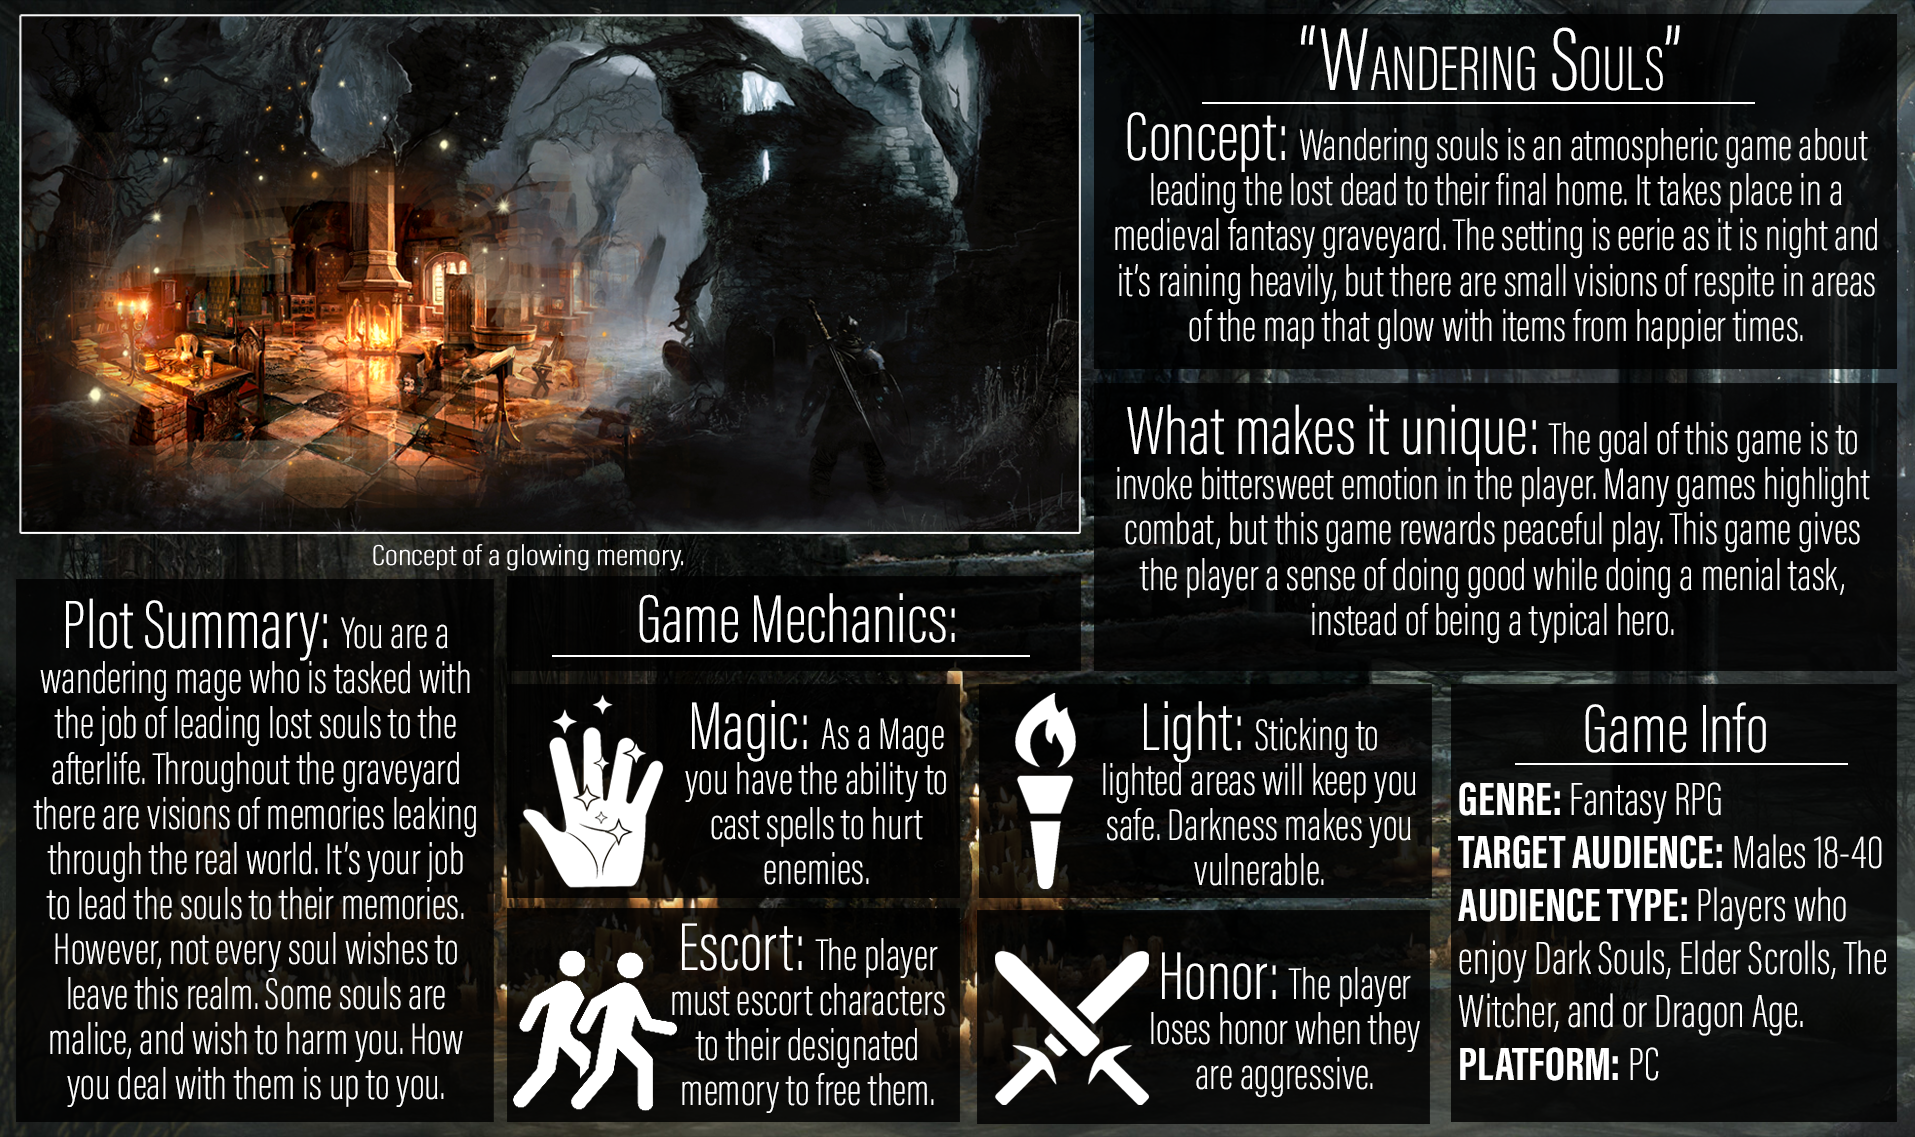 “Wandering Souls”
Concept: Wandering souls is an atmospheric game about
leading the lost dead to their final home. It takes place in a
medieval fantasy graveyard. The setting is eerie as it is night and
it’s raining heavily, but there are small visions of respite in areas
of the map that glow with items from happier times.
What makes it unique: The goal of this game is to
invoke bittersweet emotion in the player. Many games highlight
combat, but this game rewards peaceful play. This game gives
the player a sense of doing good while doing a menial task,
instead of being a typical hero.
Concept of a glowing memory.
Plot Summary: You are a
wandering mage who is tasked with
the job of leading lost souls to the
afterlife. Throughout the graveyard
there are visions of memories leaking
through the real world. It’s your job
to lead the souls to their memories.
However, not every soul wishes to
leave this realm. Some souls are
malice, and wish to harm you. How
you deal with them is up to you.
Game Mechanics:
Magic: As a Mage
you have the ability to
cast spells to hurt
enemies.
Light: Sticking to
lighted areas will keep you
safe. Darkness makes you
vulnerable.
Escort: The player
must escort characters
to their designated
memory to free them.
Honor: The player
loses honor when they
are aggressive.
Game Info
GENRE: Fantasy RPG
TARGET AUDIENCE: Males 18-40
AUDIENCE TYPE: Players who
enjoy Dark Souls, Elder Scrolls, The
Witcher, and or Dragon Age.
PLATFORM: PC